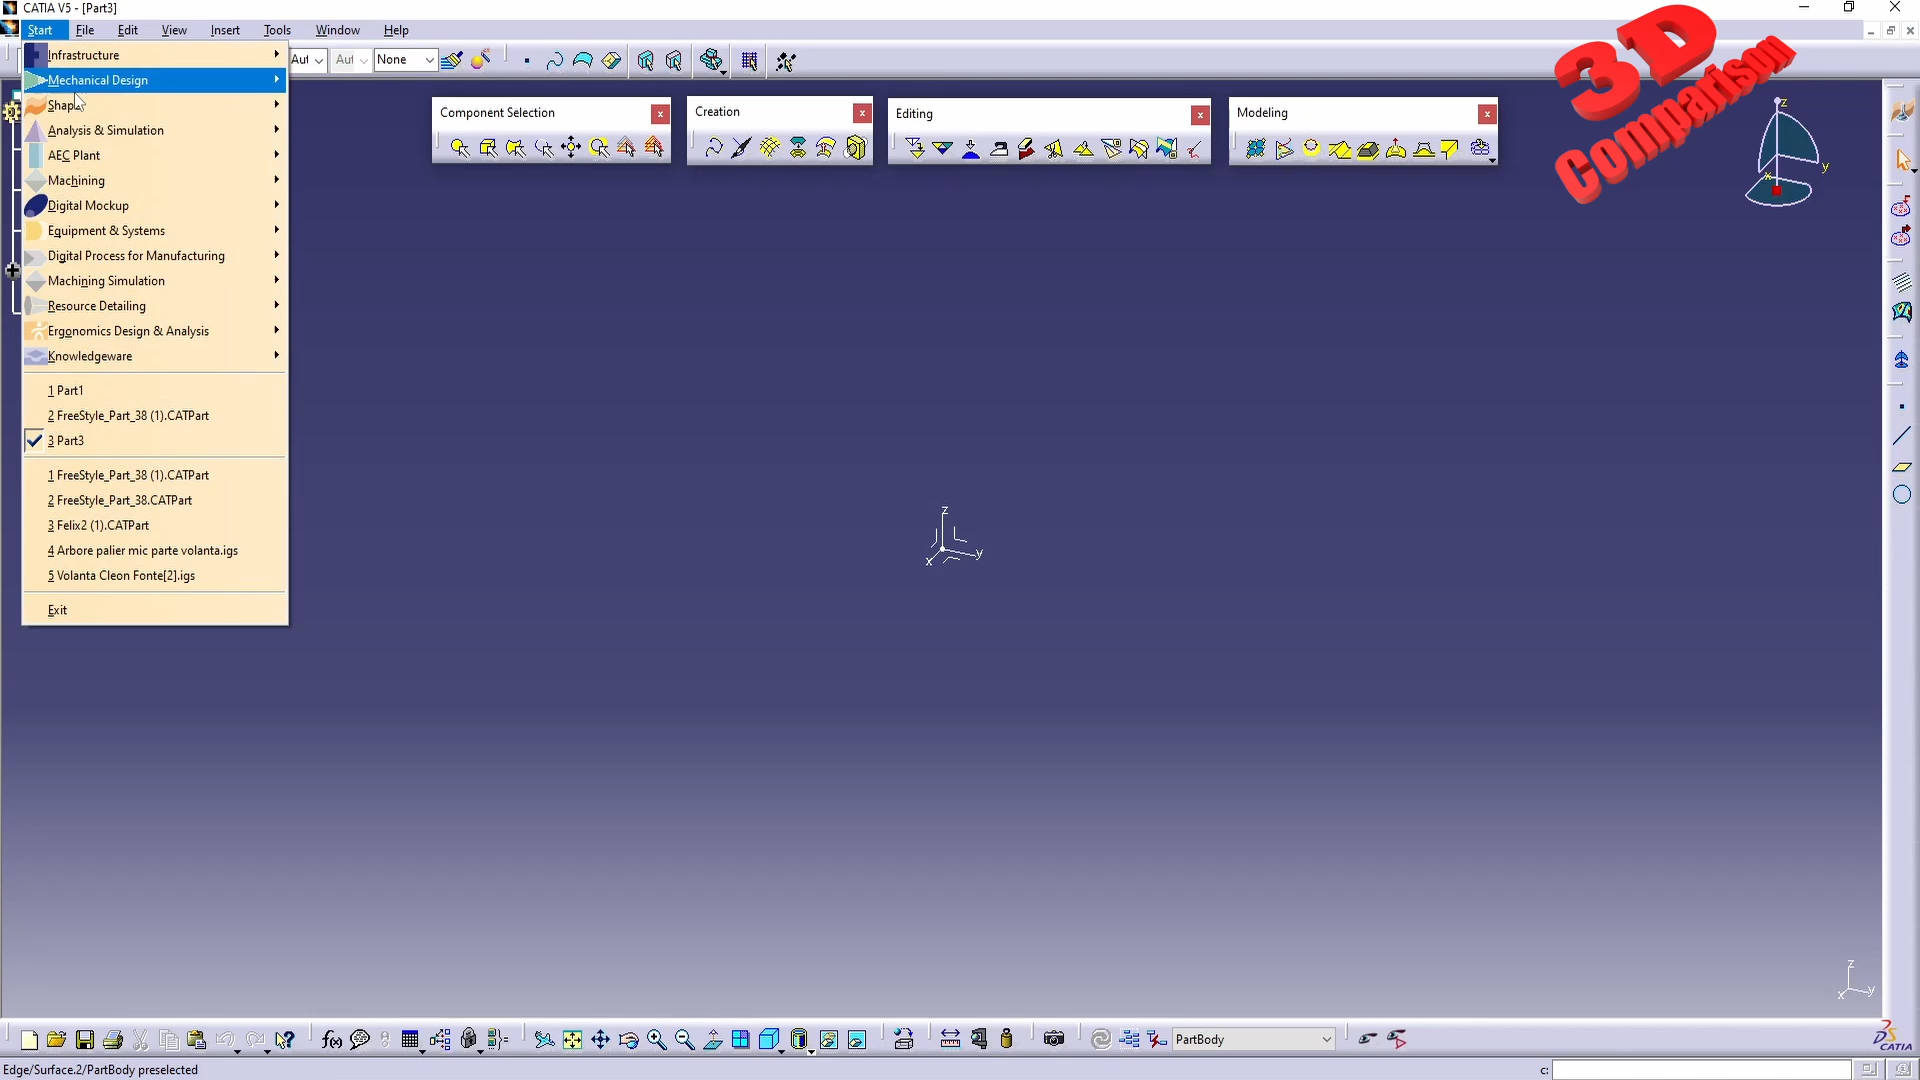 CATIA V5 - [Part3]
Start File Edit View Insert Tools Window Help
Infrastructure
Aut
Aut
None
Mechanical Design
Shape
Analysis & Simulation
AEC Plant
Machining
Digital Mockup
Equipment & Systems
Digital Process for Manufacturing
Machining Simulation
Resource Detailing
Ergonomics Design & Analysis
Knowledgeware
1 Part1
2 FreeStyle_Part_38 (1).CATPart
3 Part3
1 FreeStyle_Part_38 (1).CATPart
2 FreeStyle_Part_38.CATPart
3 Felix2 (1).CATPart
4 Arbore palier mic parte volanta.igs
5 Volanta Cleon Fonte[2].igs
Exit
Component Selection
Creation
Editing
Modeling
3D
Comparison
z
y
x
z
y
x
z
y
x
f(x)
PartBody
CATIA
Edge/Surface.2/PartBody preselected
c: